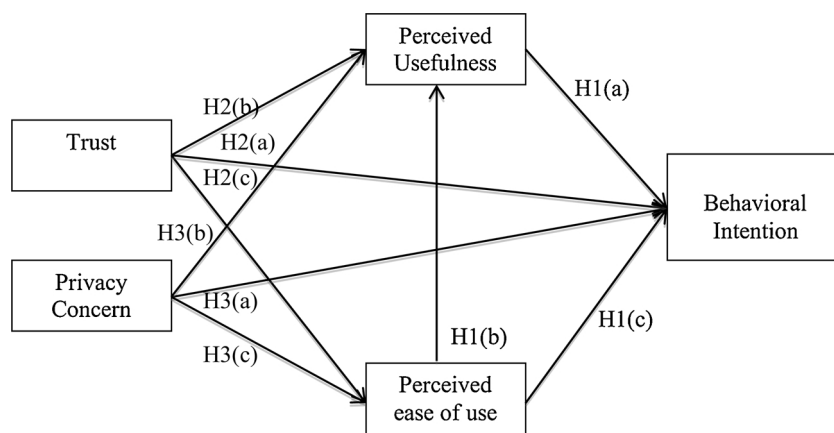 Perceived
Usefulness
H1(a)
H2(b)
Trust
H2(a)
H2(c)
Behavioral
Intention
H3(b)
Privacy
Concern
H3(a)
H1(c)
H1(b)
H3(c)
Perceived
ease of use